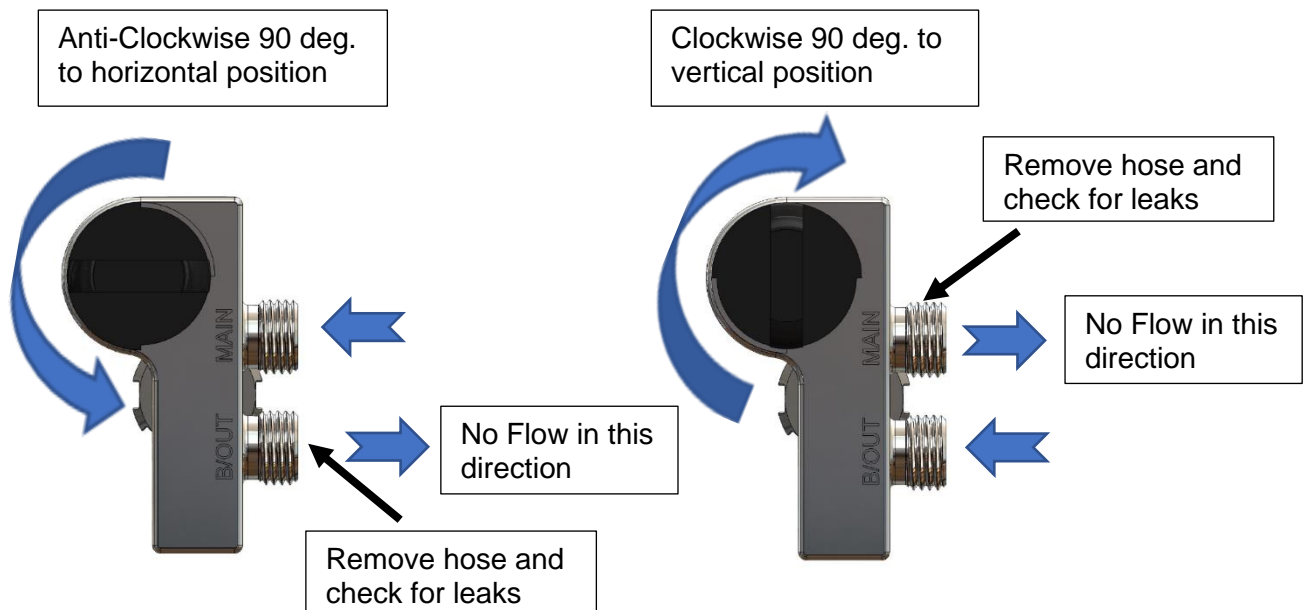 Anti-Clockwise 90 deg.
to horizontal position
MAIN
B/OUT
No Flow in this
direction
Remove hose and
check for leaks
Clockwise 90 deg. to
vertical position
Remove hose and
check for leaks
MAIN
No Flow in this
direction
B/OUT